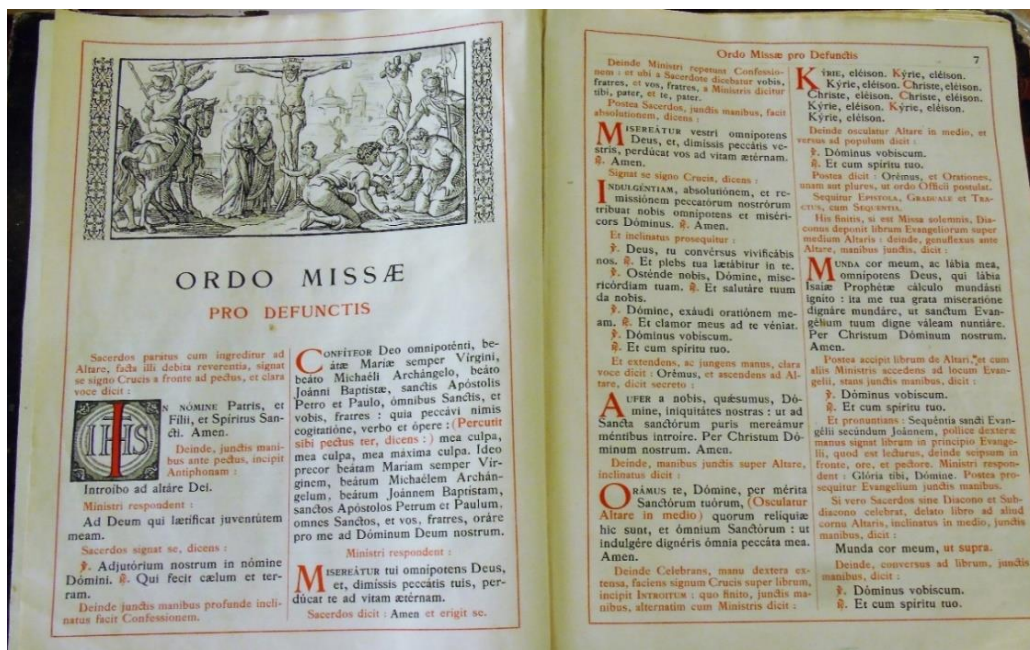 ORDO MISSÆ
PRO DEFUNCTIS
Sacerdos parátus cum ingreditur ad
Altare, facta illi debita reverentia, signat
se signo Crucis a fronte ad pectus, et clara
voce dicit :
IHS
IN NÓMINE Patris, et
Fílii, et Spíritus San-
cti. Amen.
Deinde, junctis mani-
bus ante pectus, incipit
Antiphonam :
Introíbo ad altáre Dei.
Ministri respondent :
Ad Deum qui lætíficat juventútem
meam.
Sacerdos signat se, dicens :
℣. Adjutórium nostrum in nómine
Dómini. ℟. Qui fecit cælum et ter-
ram.
Deinde junctis manibus profunde incli-
natus facit Confessionem.
CONFÍTEOR Deo omnipoténti, be-
átæ Maríæ semper Vírgini,
beáto Michaéli Archángelo, beáto
Joánni Baptístæ, sanctis Apóstolis
Petro et Paulo, ómnibus Sanctis, et
vobis, fratres : quia peccávi nimis
cogitatióne, verbo et ópere : (Percutit
sibi pectus ter, dicens :) mea culpa,
mea culpa, mea máxima culpa. Ideo
precor beátam Maríam semper Vír-
ginem, beátum Michaélem Archán-
gelum, beátum Joánnem Baptístam,
sanctos Apóstolos Petrum et Paulum,
omnes Sanctos, et vos, fratres, oráre
pro me ad Dóminum Deum nostrum.
Ministri respondent :
MISEREÁTUR tui omnípotens Deus,
et, dimíssis peccátis tuis, per-
dúcat te ad vitam ætérnam.
Sacerdos dicit : Amen et erigit se.
Ordo Missæ pro Defunctis
7
Deinde Ministri repetunt Confessio-
nem : et ubi a Sacerdote dicebatur vobis,
fratres, et vos, fratres, a Ministris dicitur
tibi, pater, et te, pater.
Postea Sacerdos, junctis manibus, facit
absolutionem, dicens :
MISEREÁTUR vestri omnípotens
Deus, et, dimíssis peccátis ve-
stris, perdúcat vos ad vitam ætérnam.
℟. Amen.
Signat se signo Crucis, dicens :
INDULGÉNTIAM, absolutiónem, et re-
missiónem peccatórum nostrórum
tríbuat nobis omnípotens et miséri-
cors Dóminus. ℟. Amen.
Et inclinatus prosequitur :
℣. Deus, tu convérsus vivificábis
nos. ℟. Et plebs tua lætábitur in te.
℣. Osténde nobis, Dómine, mise-
ricórdiam tuam. ℟. Et salutáre tuum
da nobis.
℣. Dómine, exáudi oratiónem me-
am. ℟. Et clamor meus ad te véniat.
℣. Dóminus vobíscum.
℟. Et cum spíritu tuo.
Et extendens, ac jungens manus, clara
voce dicit : Orémus, et ascendens ad Al-
tare, dicit secreto :
AUFER a nobis, quǽsumus, Dó-
mine, iniquitátes nostras : ut ad
Sancta sanctórum puris mereámur
méntibus introíre. Per Christum Dó-
minum nostrum. Amen.
Deinde, manibus junctis super Altare,
inclinatus dicit :
ORÁMUS te, Dómine, per mérita
Sanctórum tuórum, (Osculatur
Altare in medio) quorum relíquiæ
hic sunt, et ómnium Sanctórum : ut
indulgére dignéris ómnia peccáta mea.
Amen.
Deinde Celebrans, manu dextera ex-
tensa, faciens signum Crucis super librum,
incipit INTROITUM : quo finito, junctis ma-
nibus, alternatim cum Ministris dicit :
KÝRIE, eléison. Kýrie, eléison.
Kýrie, eléison. Christe, eléison.
Christe, eléison. Christe, eléison.
Kýrie, eléison. Kýrie, eléison.
Kýrie, eléison.
Deinde osculatur Altare in medio, et
versus ad populum dicit :
℣. Dóminus vobíscum.
℟. Et cum spíritu tuo.
Postea dicit : Orémus, et Orationes,
unam aut plures, ut ordo Officii postulat.
Sequitur EPISTOLA, GRADUALE et TRA-
CTUS, cum SEQUENTIA.
His finitis, si est Missa solemnis, Dia-
conus deponit librum Evangeliorum super
medium Altaris : deinde, genuflexus ante
Altare, manibus junctis, dicit :
MUNDA cor meum, ac lábia mea,
omnípotens Deus, qui lábia
Isaíæ Prophétæ cálculo mundásti
igníto : ita me tua grata miseratióne
dignáre mundáre, ut sanctum Evan-
gélium tuum digne váleam nuntiáre.
Per Christum Dóminum nostrum.
Amen.
Postea accipit librum de Altari, et cum
aliis Ministris accedens ad locum Evan-
gelii, stans junctis manibus, dicit :
℣. Dóminus vobíscum.
℟. Et cum spíritu tuo.
Et pronuntians : Sequéntia sancti Evan-
gélii secúndum Joánnem, pollice dexteræ
manus signat librum in principio Evange-
lii, quod est lecturus, deinde seipsum in
fronte, ore, et pectore. Ministri respon-
dent : Glória tibi, Dómine. Postea pro-
sequitur Evangelium junctis manibus.
Si vero Sacerdos sine Diacono et Sub-
diacono celebrat, delato libro ad aliud
cornu Altaris, inclinatus in medio, junctis
manibus, dicit :
Munda cor meum, ut supra.
Deinde, conversus ad librum, junctis
manibus, dicit :
℣. Dóminus vobíscum.
℟. Et cum spíritu tuo.